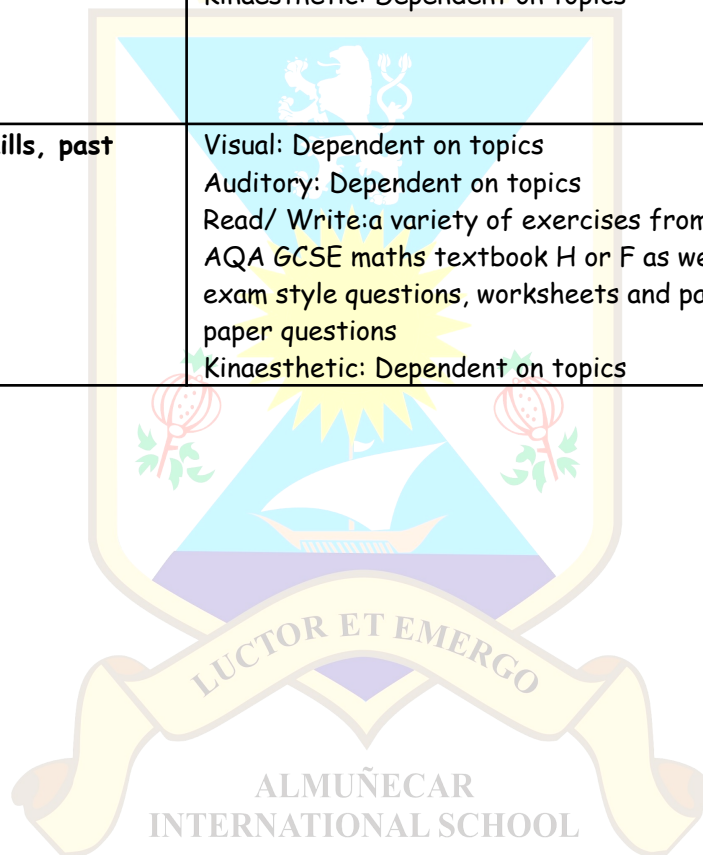 Kinaesthetic: Dependent on topics
ills, past
Visual: Dependent on topics
Auditory: Dependent on topics
Read/ Write:a variety of exercises from
AQA GCSE maths textbook H or F as we
exam style questions, worksheets and pa
paper questions
Kinaesthetic: Dependent on topics
LUCTOR ET EMERGO
ALMUÑECAR
INTERNATIONAL SCHOOL